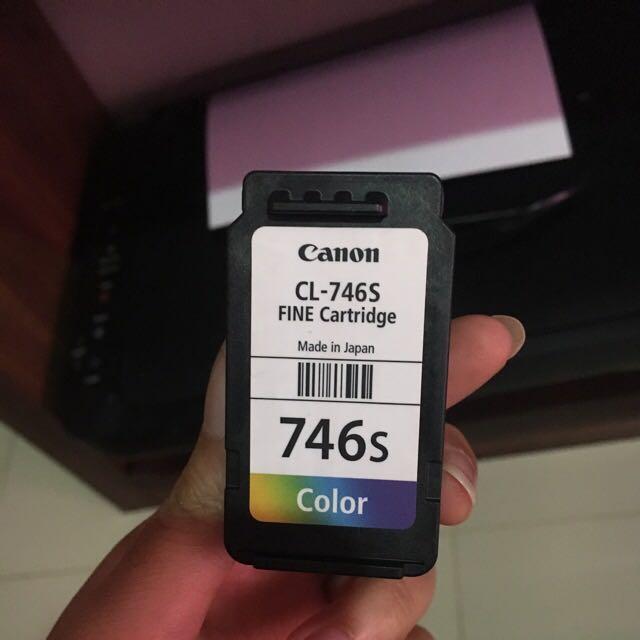 Canon
CL-746S
FINE Cartridge
Made in Japan
746s
Color